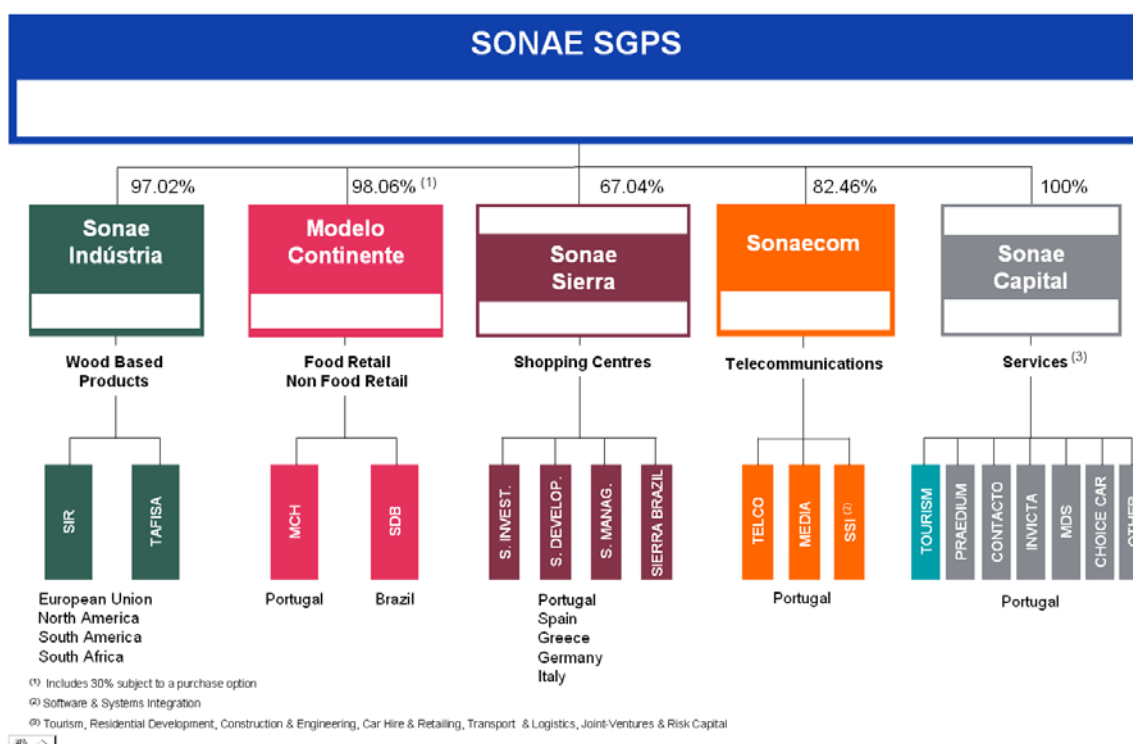 SONAE SGPS
97.02%
98.06% (1)
67.04%
82.46%
100%
Sonae
Indústria
Modelo
Continente
Sonae
Sierra
Sonaecom
Sonae
Capital
Wood Based
Products
Food Retail
Non Food Retail
Shopping Centres
Telecommunications
Services (3)
SIR
TAFISA
MCH
SDB
S. INVEST.
S. DEVELOP.
S. MANAG.
SIERRA BRAZIL
TELCO
MEDIA
SSI (2)
TOURISM
PRAEDIUM
CONTACTO
INVICTA
MDS
CHOICE CAR
OTHER
European Union
North America
South America
South Africa
Portugal
Brazil
Portugal
Spain
Greece
Germany
Italy
Portugal
Portugal
(1) Includes 30% subject to a purchase option
(2) Software & Systems Integration
(3) Tourism, Residential Development, Construction & Engineering, Car Hire & Retailing, Transport & Logistics, Joint-Ventures & Risk Capital